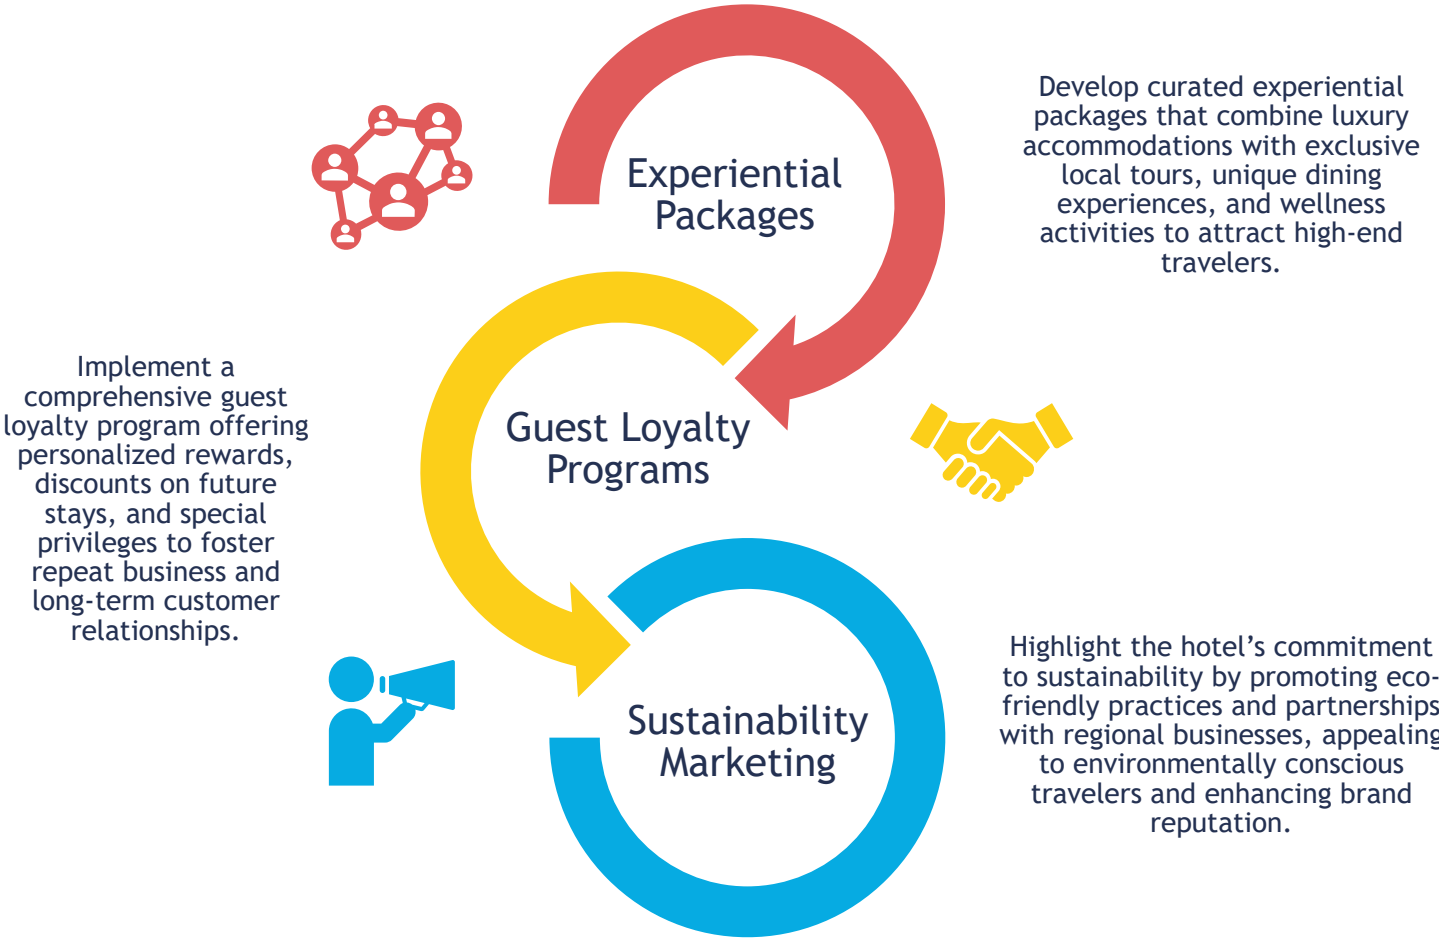 Experiential
Packages
Develop curated experiential
packages that combine luxury
accommodations with exclusive
local tours, unique dining
experiences, and wellness
activities to attract high-end
travelers.
Implement a
comprehensive guest
loyalty program offering
personalized rewards,
discounts on future
stays, and special
privileges to foster
repeat business and
long-term customer
relationships.
Guest Loyalty
Programs
Sustainability
Marketing
Highlight the hotel’s commitment
to sustainability by promoting eco-
friendly practices and partnerships
with regional businesses, appealing
to environmentally conscious
travelers and enhancing brand
reputation.